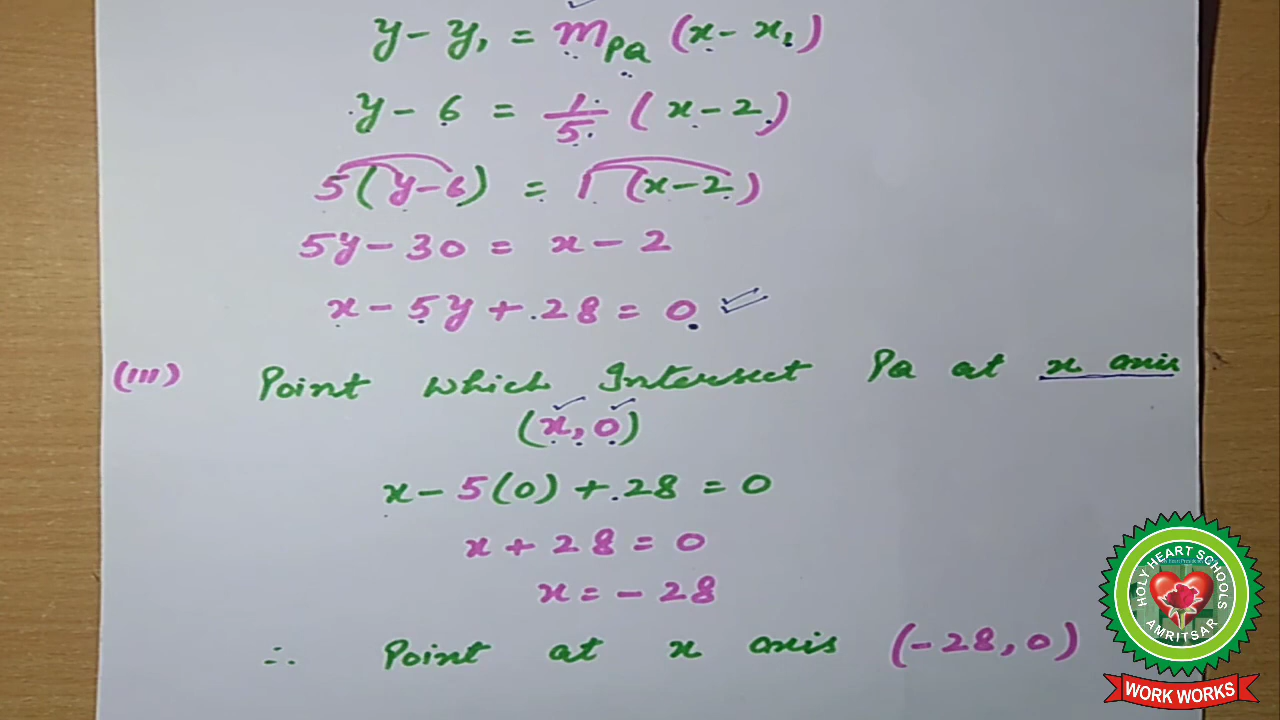 y - y₁ = m_PQ (x - x₁)
y - 6 = 1/5 (x - 2)
5(y - 6) = 1 (x - 2)
5y - 30 = x - 2
x - 5y + 28 = 0
(iii) Point which Intersect PQ at x axis
(x, 0)
x - 5(0) + 28 = 0
x + 28 = 0
x = - 28
∴ Point at x axis (-28, 0)
HOLY HEART SCHOOLS
AMRITSAR
WORK WORKS